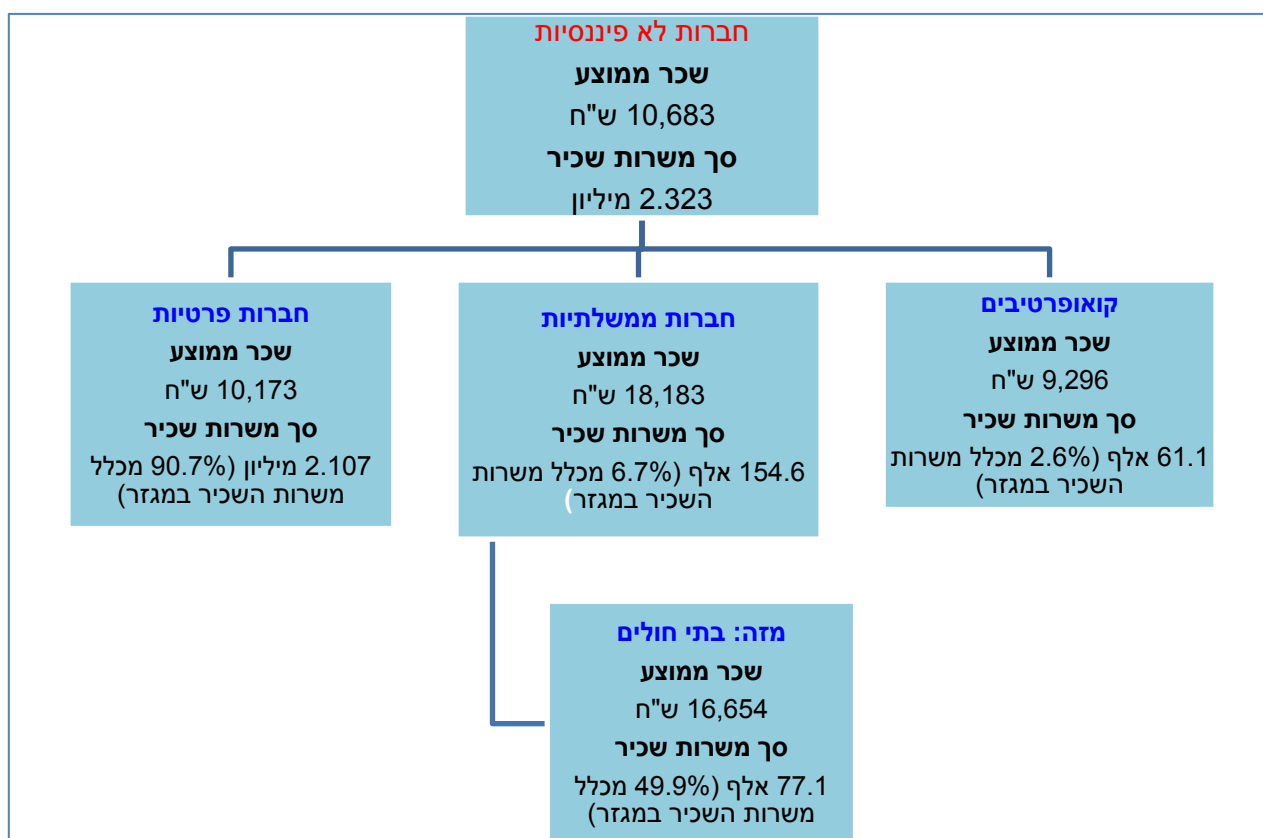 חברות לא פיננסיות
שכר ממוצע
10,683 ש"ח
סך משרות שכיר
2.323 מיליון
קואופרטיבים
שכר ממוצע
9,296 ש"ח
סך משרות שכיר
61.1 אלף (2.6% מכלל משרות
השכיר במגזר)
חברות ממשלתיות
שכר ממוצע
18,183 ש"ח
סך משרות שכיר
154.6 אלף (6.7% מכלל משרות
השכיר במגזר)
חברות פרטיות
שכר ממוצע
10,173 ש"ח
סך משרות שכיר
2.107 מיליון (90.7% מכלל
משרות השכיר במגזר)
מזה: בתי חולים
שכר ממוצע
16,654 ש"ח
סך משרות שכיר
77.1 אלף (49.9% מכלל
משרות השכיר במגזר)